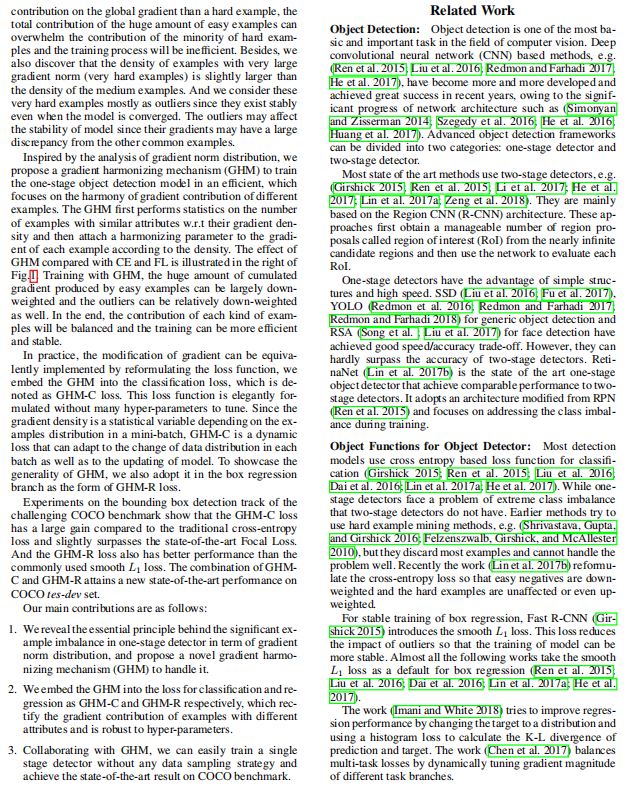 contribution on the global gradient than a hard example, the
total contribution of the huge amount of easy examples can
overwhelm the contribution of the minority of hard exam-
ples and the training process will be inefficient. Besides, we
also discover that the density of examples with very large
gradient norm (very hard examples) is slightly larger than
the density of the medium examples. And we consider these
very hard examples mostly as outliers since they exist stably
even when the model is converged. The outliers may affect
the stability of model since their gradients may have a large
discrepancy from the other common examples.
Inspired by the analysis of gradient norm distribution, we
propose a gradient harmonizing mechanism (GHM) to train
the one-stage object detection model in an efficient, which
focuses on the harmony of gradient contribution of different
examples. The GHM first performs statistics on the number
of examples with similar attributes w.r.t their gradient den-
sity and then attach a harmonizing parameter to the gradi-
ent of each example according to the density. The effect of
GHM compared with CE and FL is illustrated in the right of
Fig.1. Training with GHM, the huge amount of cumulated
gradient produced by easy examples can be largely down-
weighted and the outliers can be relatively down-weighted
as well. In the end, the contribution of each kind of exam-
ples will be balanced and the training can be more efficient
and stable.
In practice, the modification of gradient can be equiva-
lently implemented by reformulating the loss function, we
embed the GHM into the classification loss, which is de-
noted as GHM-C loss. This loss function is elegantly for-
mulated without many hyper-parameters to tune. Since the
gradient density is a statistical variable depending on the ex-
amples distribution in a mini-batch, GHM-C is a dynamic
loss that can adapt to the change of data distribution in each
batch as well as to the updating of model. To showcase the
generality of GHM, we also adopt it in the box regression
branch as the form of GHM-R loss.
Experiments on the bounding box detection track of the
challenging COCO benchmark show that the GHM-C loss
has a large gain compared to the traditional cross-entropy
loss and slightly surpasses the state-of-the-art Focal Loss.
And the GHM-R loss also has better performance than the
commonly used smooth L1 loss. The combination of GHM-
C and GHM-R attains a new state-of-the-art performance on
COCO tes-dev set.
Our main contributions are as follows:
1. We reveal the essential principle behind the significant ex-
ample imbalance in one-stage detector in term of gradient
norm distribution, and propose a novel gradient harmo-
nizing mechanism (GHM) to handle it.
2. We embed the GHM into the loss for classification and re-
gression as GHM-C and GHM-R respectively, which rec-
tify the gradient contribution of examples with different
attributes and is robust to hyper-parameters.
3. Collaborating with GHM, we can easily train a single
stage detector without any data sampling strategy and
achieve the state-of-the-art result on COCO benchmark.
Related Work
Object Detection: Object detection is one of the most ba-
sic and important task in the field of computer vision. Deep
convolutional neural network (CNN) based methods, e.g.
(Ren et al. 2015; Liu et al. 2016; Redmon and Farhadi 2017;
He et al. 2017), have become more and more developed and
achieved great success in recent years, owing to the signif-
icant progress of network architecture such as (Simonyan
and Zisserman 2014; Szegedy et al. 2016; He et al. 2016;
Huang et al. 2017). Advanced object detection frameworks
can be divided into two categories: one-stage detector and
two-stage detector.
Most state of the art methods use two-stage detectors, e.g.
(Girshick 2015; Ren et al. 2015; Li et al. 2017; He et al.
2017; Lin et al. 2017a; Zeng et al. 2018). They are mainly
based on the Region CNN (R-CNN) architecture. These ap-
proaches first obtain a manageable number of region pro-
posals called region of interest (RoI) from the nearly infinite
candidate regions and then use the network to evaluate each
RoI.
One-stage detectors have the advantage of simple struc-
tures and high speed. SSD (Liu et al. 2016; Fu et al. 2017),
YOLO (Redmon et al. 2016; Redmon and Farhadi 2017;
Redmon and Farhadi 2018) for generic object detection and
RSA (Song et al. ; Liu et al. 2017) for face detection have
achieved good speed/accuracy trade-off. However, they can
hardly surpass the accuracy of two-stage detectors. Reti-
naNet (Lin et al. 2017b) is the state of the art one-stage
object detector that achieve comparable performance to two-
stage detectors. It adopts an architecture modified from RPN
(Ren et al. 2015) and focuses on addressing the class imbal-
ance during training.
Object Functions for Object Detector: Most detection
models use cross entropy based loss function for classifi-
cation (Girshick 2015; Ren et al. 2015; Liu et al. 2016;
Dai et al. 2016; Lin et al. 2017a; He et al. 2017). While one-
stage detectors face a problem of extreme class imbalance
that two-stage detectors do not have. Earlier methods try to
use hard example mining methods, e.g. (Shrivastava, Gupta,
and Girshick 2016; Felzenszwalb, Girshick, and McAllester
2010), but they discard most examples and cannot handle the
problem well. Recently the work (Lin et al. 2017b) reformu-
late the cross-entropy loss so that easy negatives are down-
weighted and the hard examples are unaffected or even up-
weighted.
For stable training of box regression, Fast R-CNN (Gir-
shick 2015) introduces the smooth L1 loss. This loss reduces
the impact of outliers so that the training of model can be
more stable. Almost all the following works take the smooth
L1 loss as a default for box regression (Ren et al. 2015;
Liu et al. 2016; Dai et al. 2016; Lin et al. 2017a; He et al.
2017).
The work (Imani and White 2018) tries to improve regres-
sion performance by changing the target to a distribution and
using a histogram loss to calculate the K-L divergence of
prediction and target. The work (Chen et al. 2017) balances
multi-task losses by dynamically tuning gradient magnitude
of different task branches.